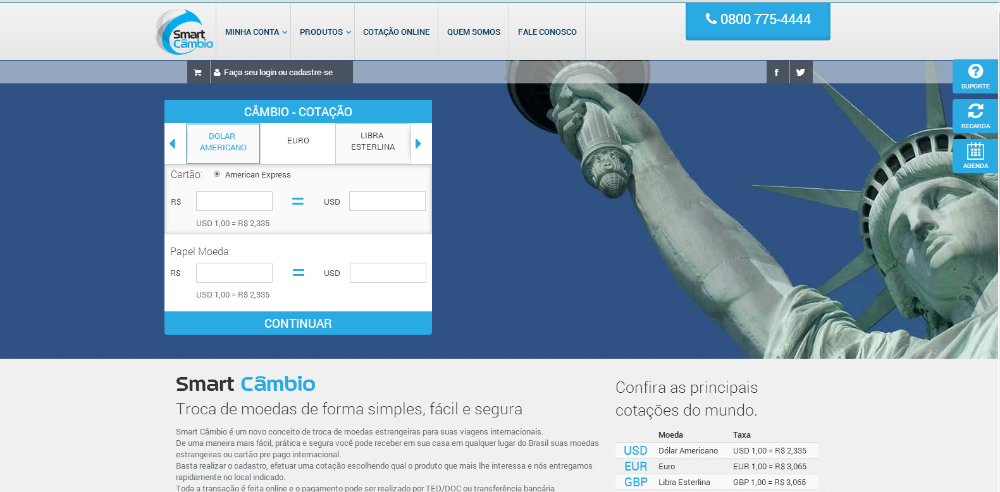 Smart
Câmbio
MINHA CONTA
PRODUTOS
COTAÇÃO ONLINE
QUEM SOMOS
FALE CONOSCO
0800 775-4444
Faça seu login ou cadastre-se
SUPORTE
RECARGA
AGENDA
CÂMBIO - COTAÇÃO
DOLAR
AMERICANO
EURO
LIBRA
ESTERLINA
Cartão:
American Express
R$
=
USD
USD 1,00 = R$ 2,335
Papel Moeda:
R$
=
USD
USD 1,00 = R$ 2,335
CONTINUAR
Smart Câmbio
Troca de moedas de forma simples, fácil e segura
Smart Câmbio é um novo conceito de troca de moedas estrangeiras para suas viagens internacionais.
De uma maneira mais fácil, prática e segura você pode receber em sua casa em qualquer lugar do Brasil suas moedas
estrangeiras ou cartão pre pago internacional.
Basta realizar o cadastro, efetuar uma cotação escolhendo qual o produto que mais lhe interessa e nós entregamos
rapidamente no local indicado.
Toda a transação é feita online e o pagamento pode ser realizado por TED/DOC ou transferência bancária
Confira as principais
cotações do mundo.
Moeda Taxa
USD Dólar Americano USD 1,00 = R$ 2,335
EUR Euro EUR 1,00 = R$ 3,065
GBP Libra Esterlina GBP 1,00 = R$ 3,065